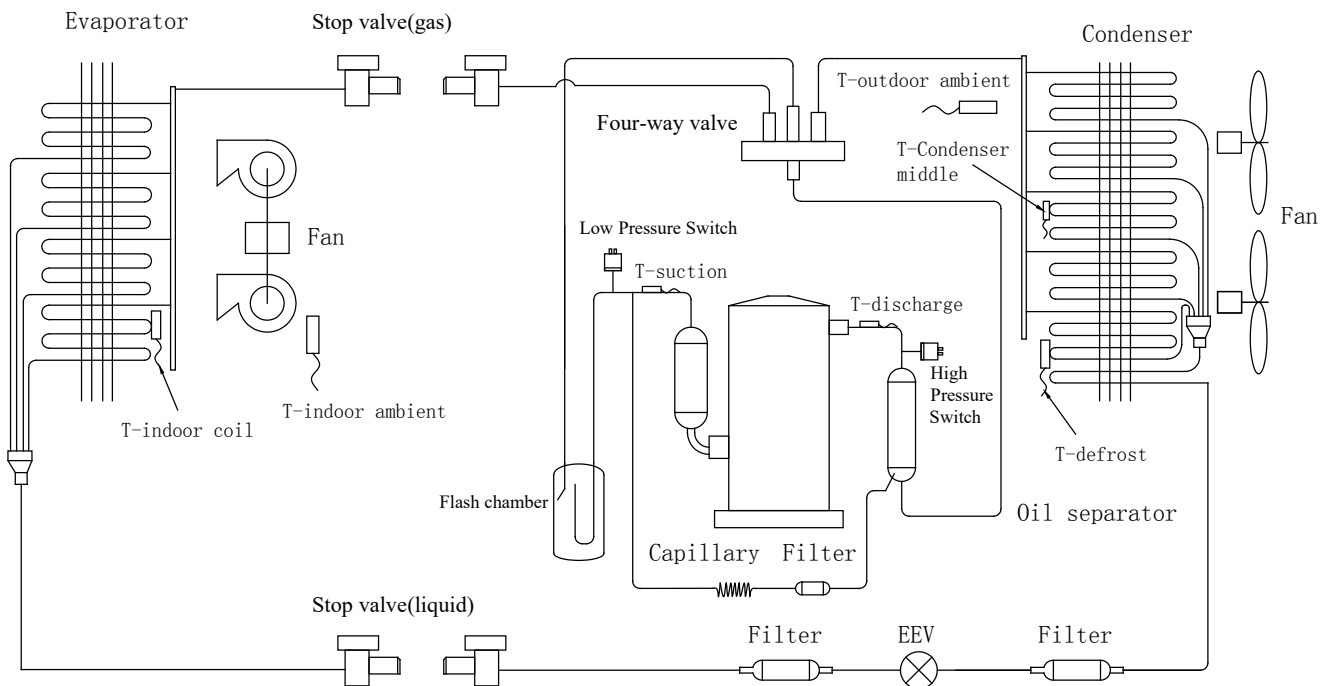 Evaporator
Stop valve(gas)
Condenser
T-outdoor ambient
Four-way valve
T-Condenser
middle
Fan
Fan
Low Pressure Switch
T-suction
T-discharge
High
Pressure
Switch
T-indoor ambient
T-indoor coil
T-defrost
Flash chamber
Oil separator
Capillary
Filter
Stop valve(liquid)
Filter
EEV
Filter